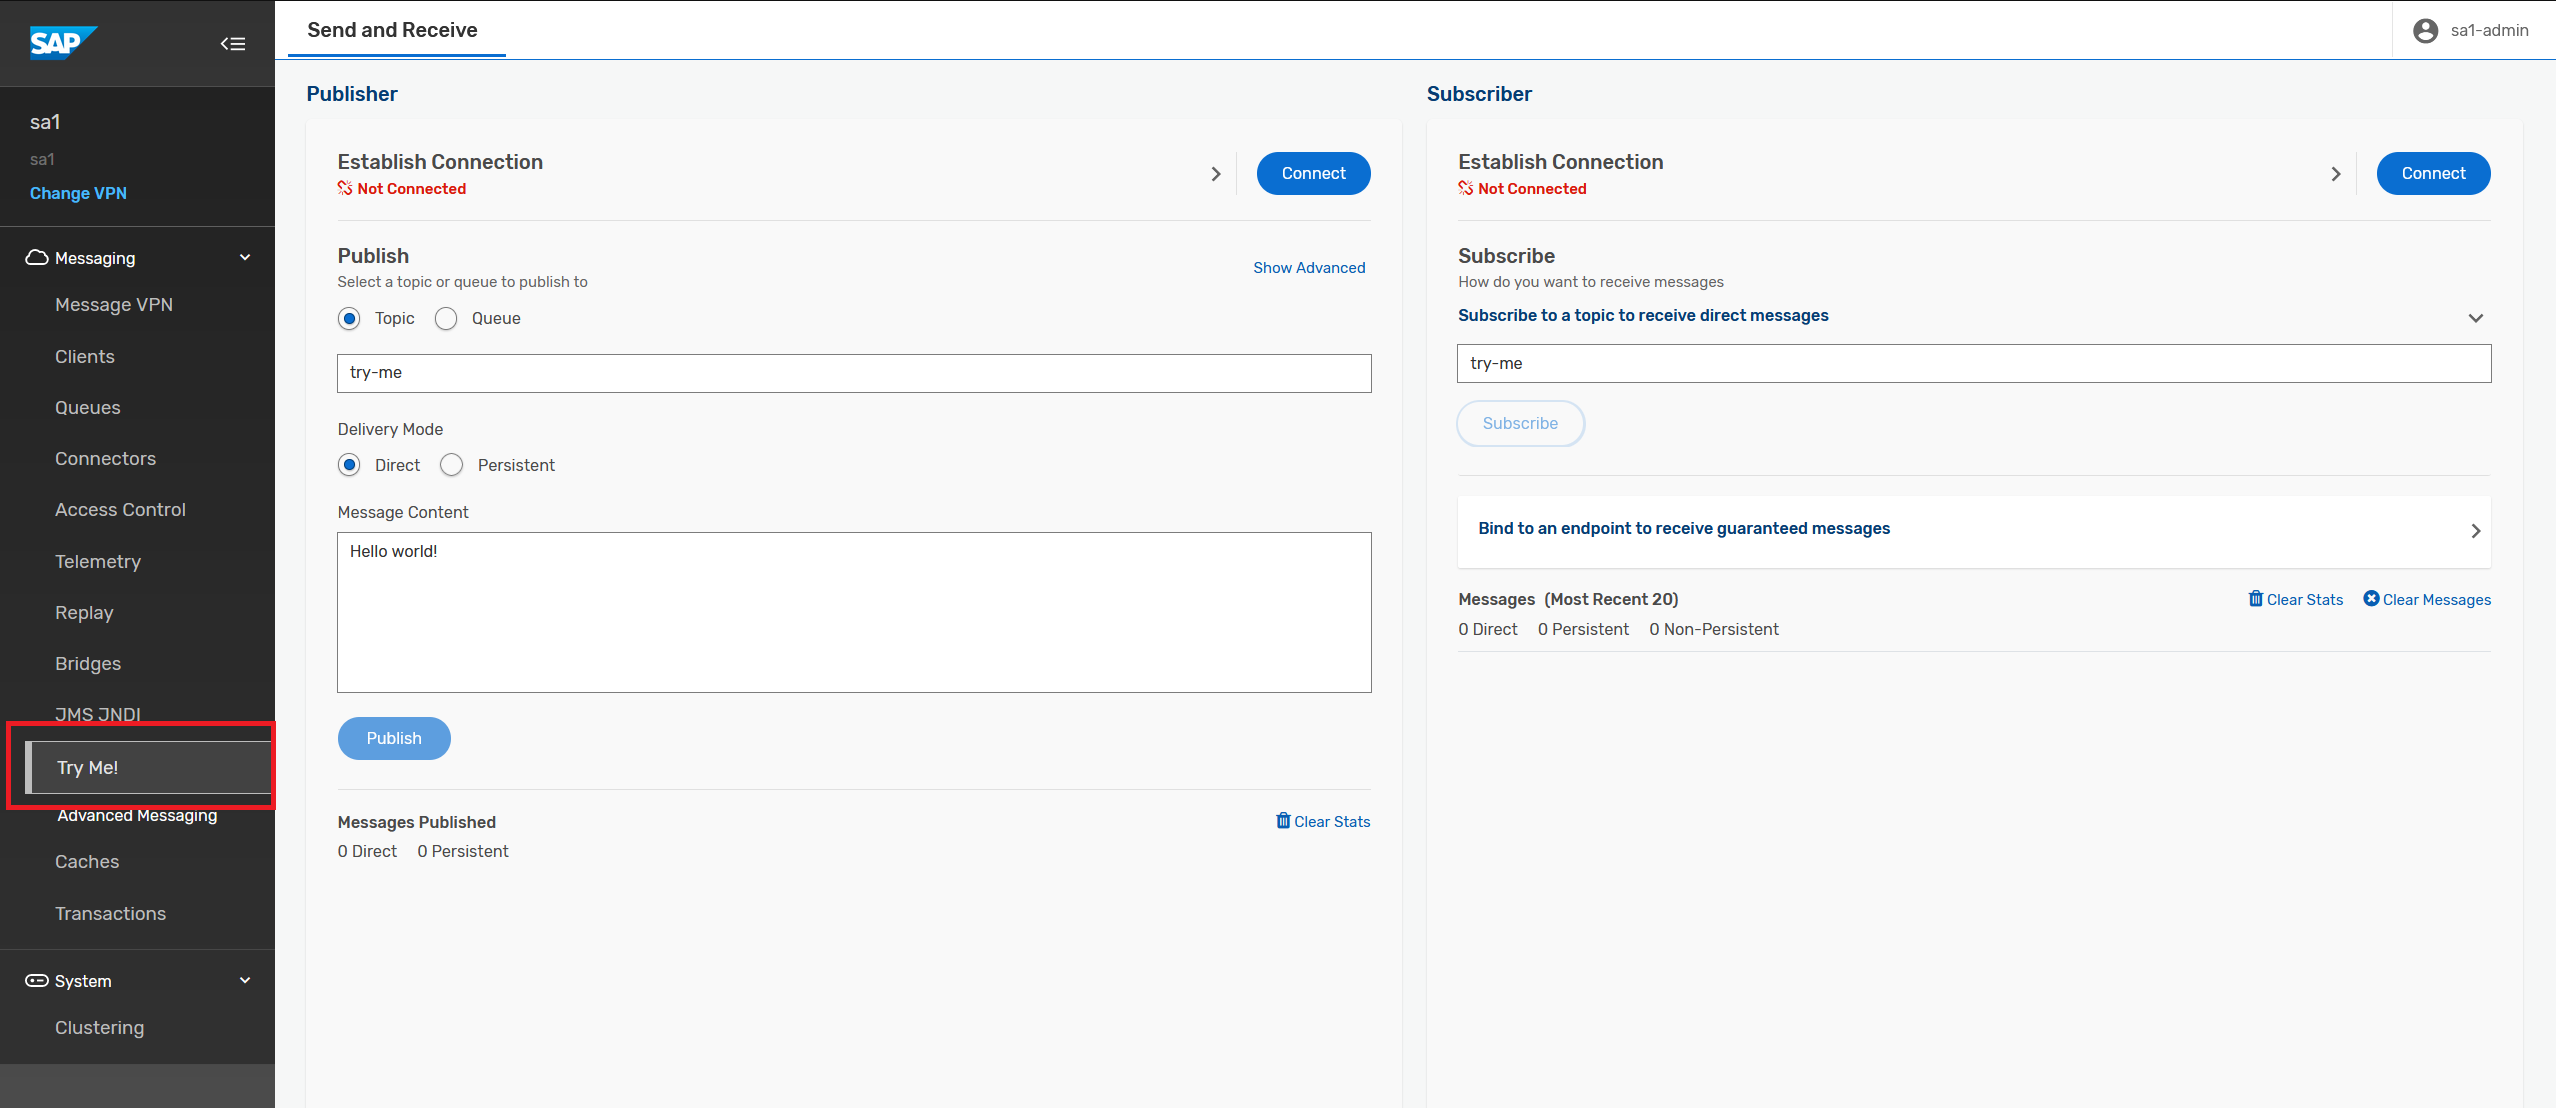 SAP
sa1
sa1
Change VPN
Messaging
Message VPN
Clients
Queues
Connectors
Access Control
Telemetry
Replay
Bridges
JMS JNDI
Try Me!
Advanced Messaging
Caches
Transactions
System
Clustering
Send and Receive
sa1-admin
Publisher
Establish Connection
Not Connected
Connect
Publish
Select a topic or queue to publish to
Show Advanced
Topic Queue
try-me
Delivery Mode
Direct Persistent
Message Content
Hello world!
Publish
Messages Published
Clear Stats
0 Direct 0 Persistent
Subscriber
Establish Connection
Not Connected
Connect
Subscribe
How do you want to receive messages
Subscribe to a topic to receive direct messages
try-me
Subscribe
Bind to an endpoint to receive guaranteed messages
Messages (Most Recent 20)
Clear Stats Clear Messages
0 Direct 0 Persistent 0 Non-Persistent